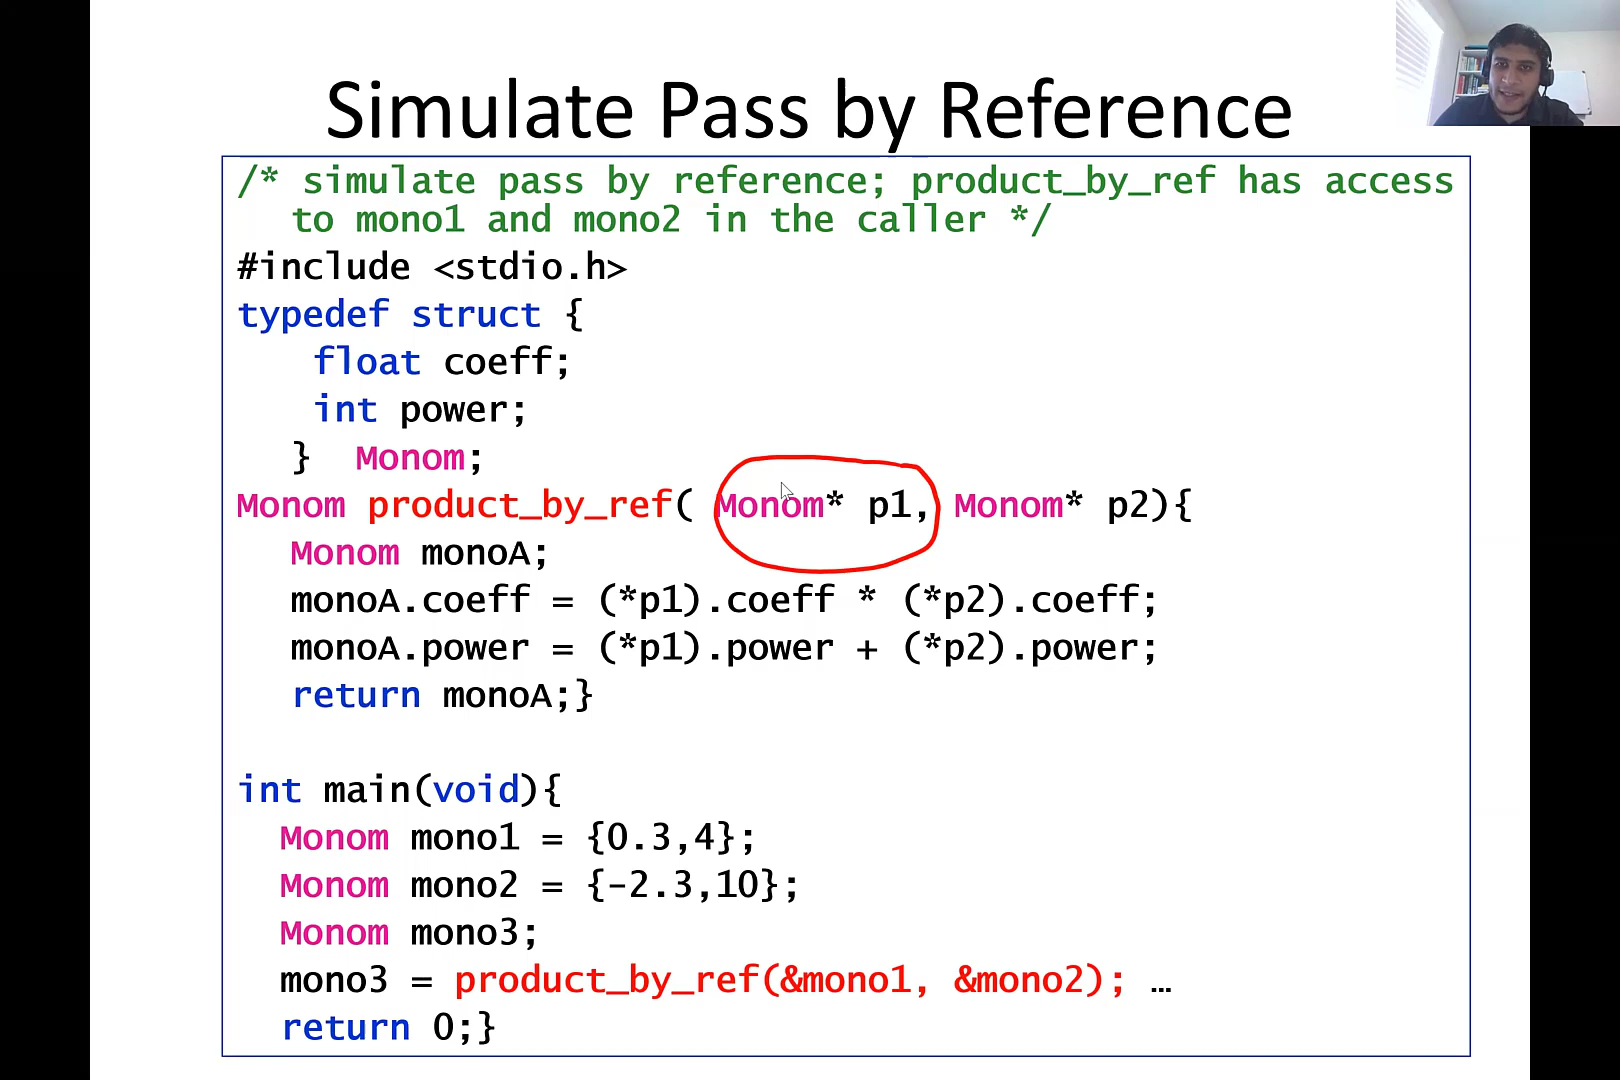 Simulate Pass by Reference
/* simulate pass by reference; product_by_ref has access
to mono1 and mono2 in the caller */
#include <stdio.h>
typedef struct {
float coeff;
int power;
} Monom;
Monom product_by_ref( Monom* p1, Monom* p2){
Monom monoA;
monoA.coeff = (*p1).coeff * (*p2).coeff;
monoA.power = (*p1).power + (*p2).power;
return monoA;}
int main(void){
Monom mono1 = {0.3,4};
Monom mono2 = {-2.3,10};
Monom mono3;
mono3 = product_by_ref(&mono1, &mono2); …
return 0;}